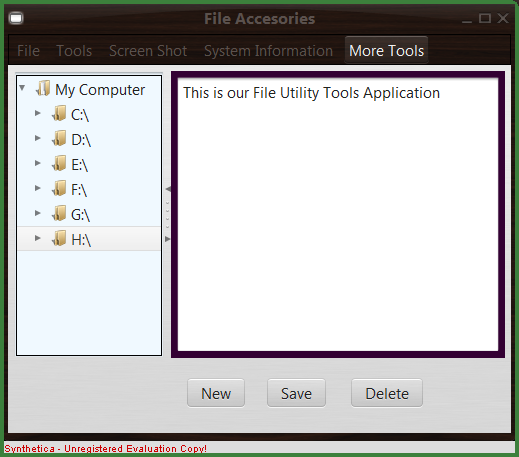 File Accesories
File Tools Screen Shot System Information More Tools
My Computer
C:\
D:\
E:\
F:\
G:\
H:\
This is our File Utility Tools Application
New Save Delete
Synthetica - Unregistered Evaluation Copy!